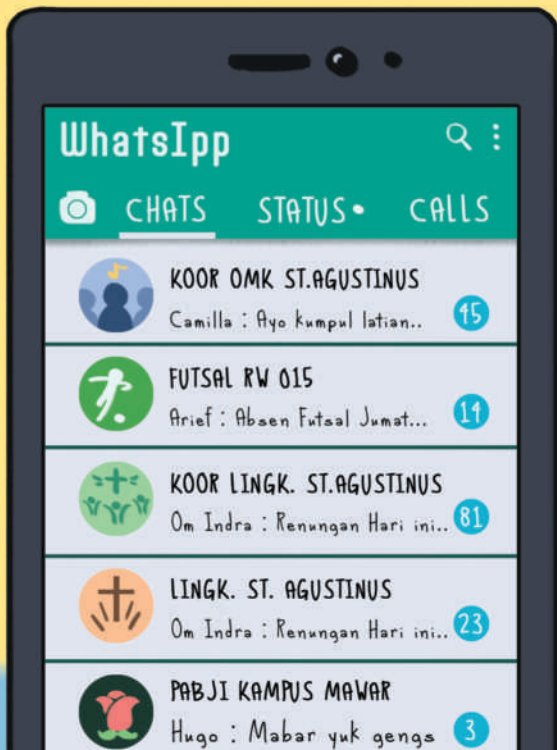 WhatsIpp
CHATS STATUS• CALLS
KOOR OMK ST.AGUSTINUS
Camilla : Ayo kumpul latian.. 45
FUTSAL RW 015
Arief : Absen Futsal Jumat... 14
KOOR LINGK. ST.AGUSTINUS
Om Indra : Renungan Hari ini.. 81
LINGK. ST. AGUSTINUS
Om Indra : Renungan Hari ini.. 23
PABJI KAMPUS MAWAR
Hugo : Mabar yuk gengs 3